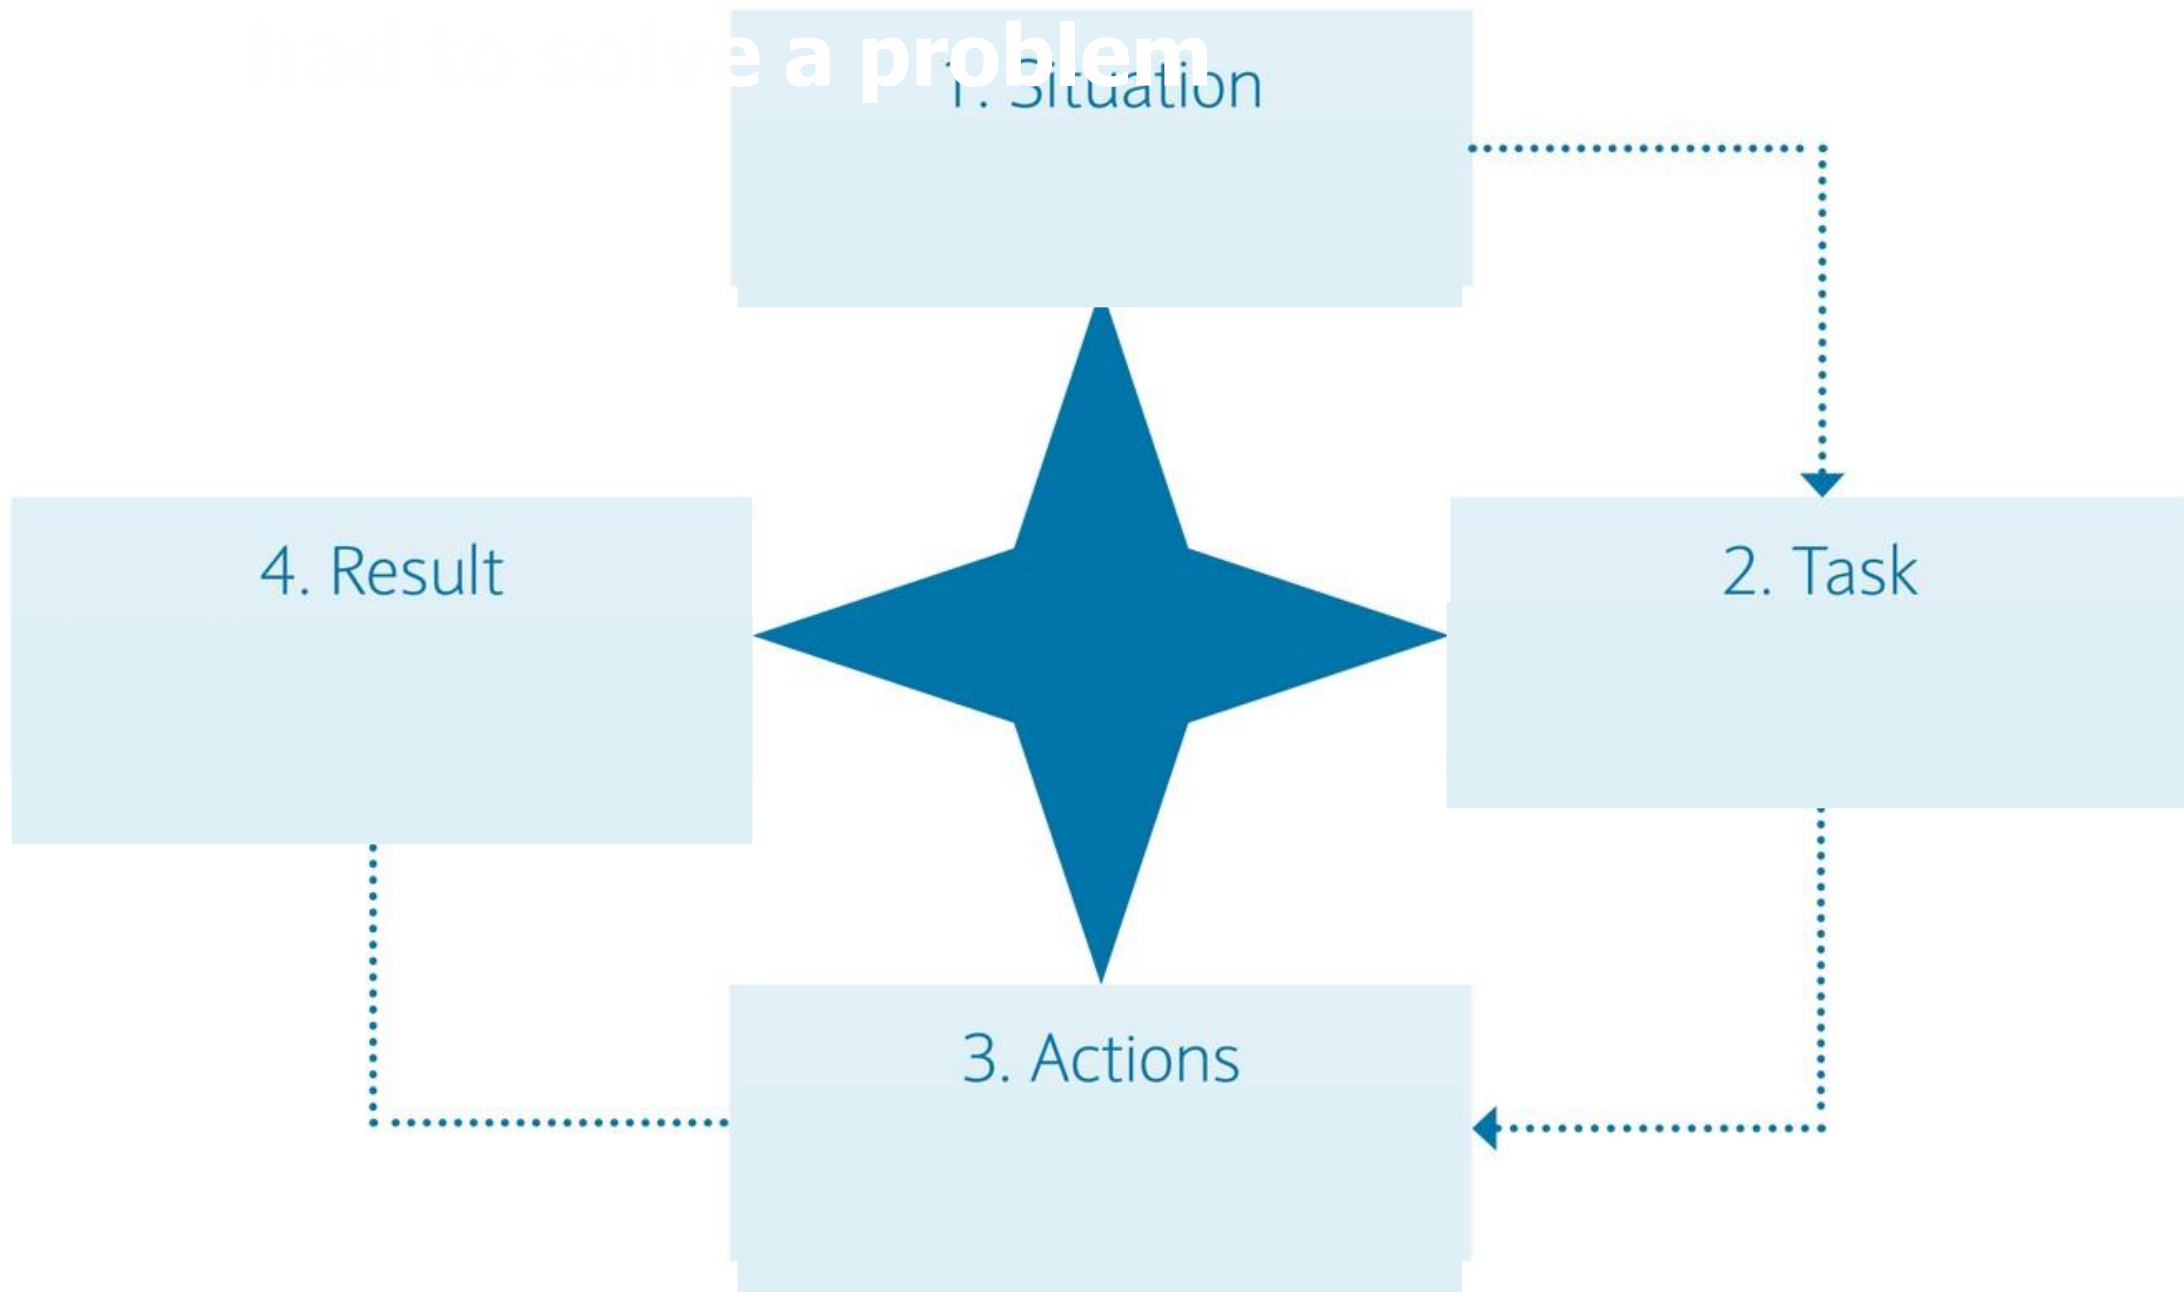 had to solve a problem
1. Situation
4. Result
2. Task
3. Actions